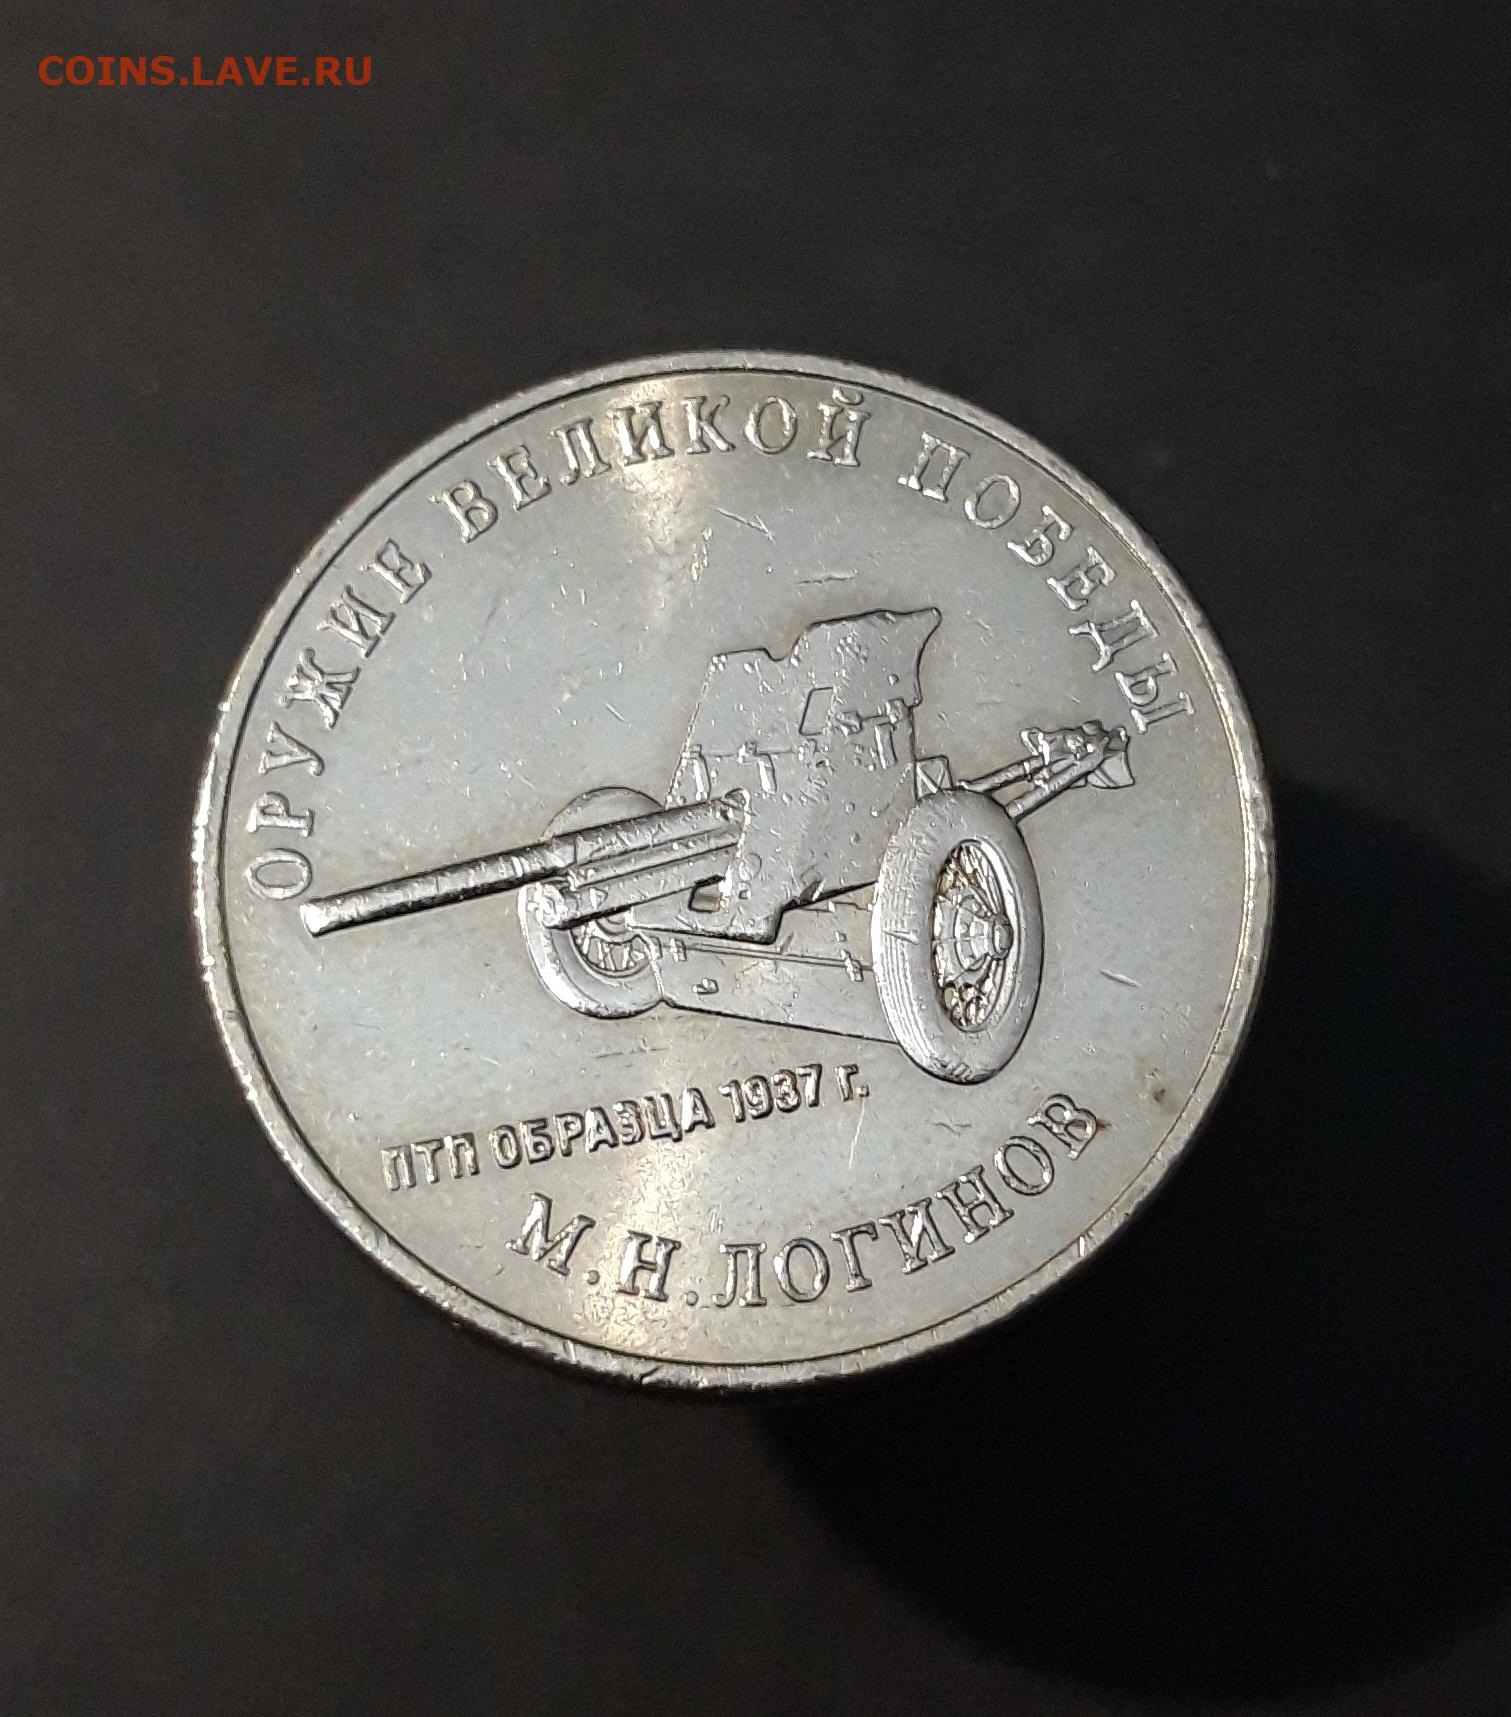 COINS.LAVE.RU
ОРУЖИЕ ВЕЛИКОЙ ПОБЕДЫ
ПТП ОБРАЗЦА 1937 г.
М.Н.ЛОГИНОВ